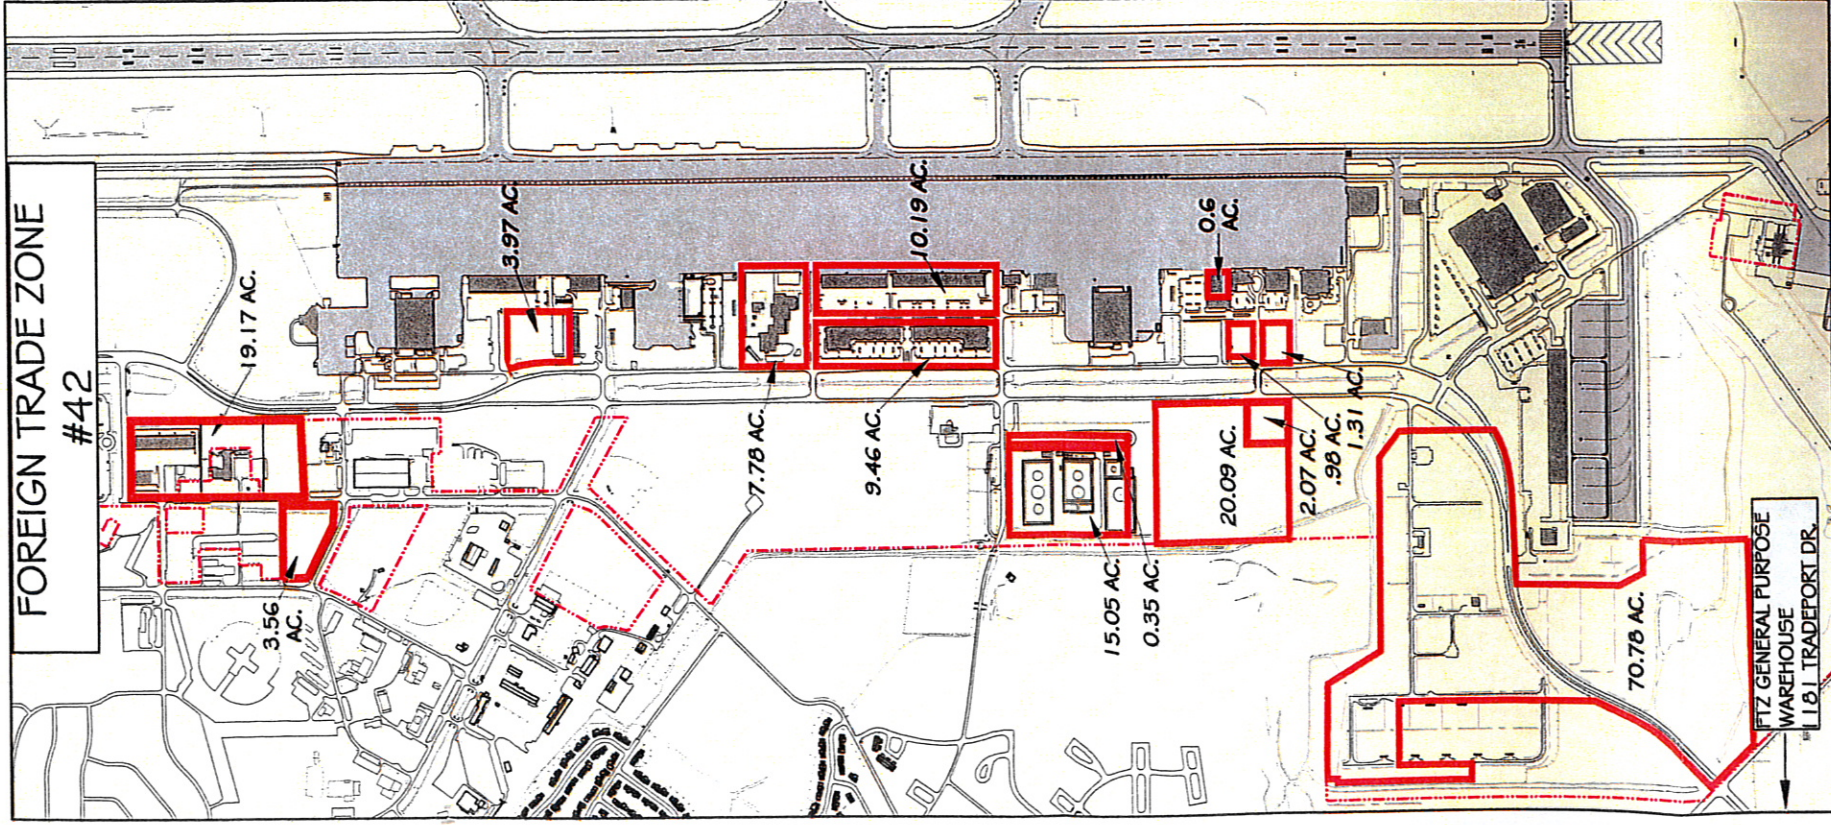 FOREIGN TRADE ZONE
#42
19.17 AC.
3.97 AC.
10.19 AC.
0.6
AC.
3.56
AC.
7.78 AC.
9.46 AC.
15.05 AC.
0.35 AC.
20.09 AC.
2.07 AC.
.98 AC.
1.31 AC.
70.78 AC.
36
L
FTZ GENERAL PURPOSE
WAREHOUSE
1181 TRADEPORT DR.